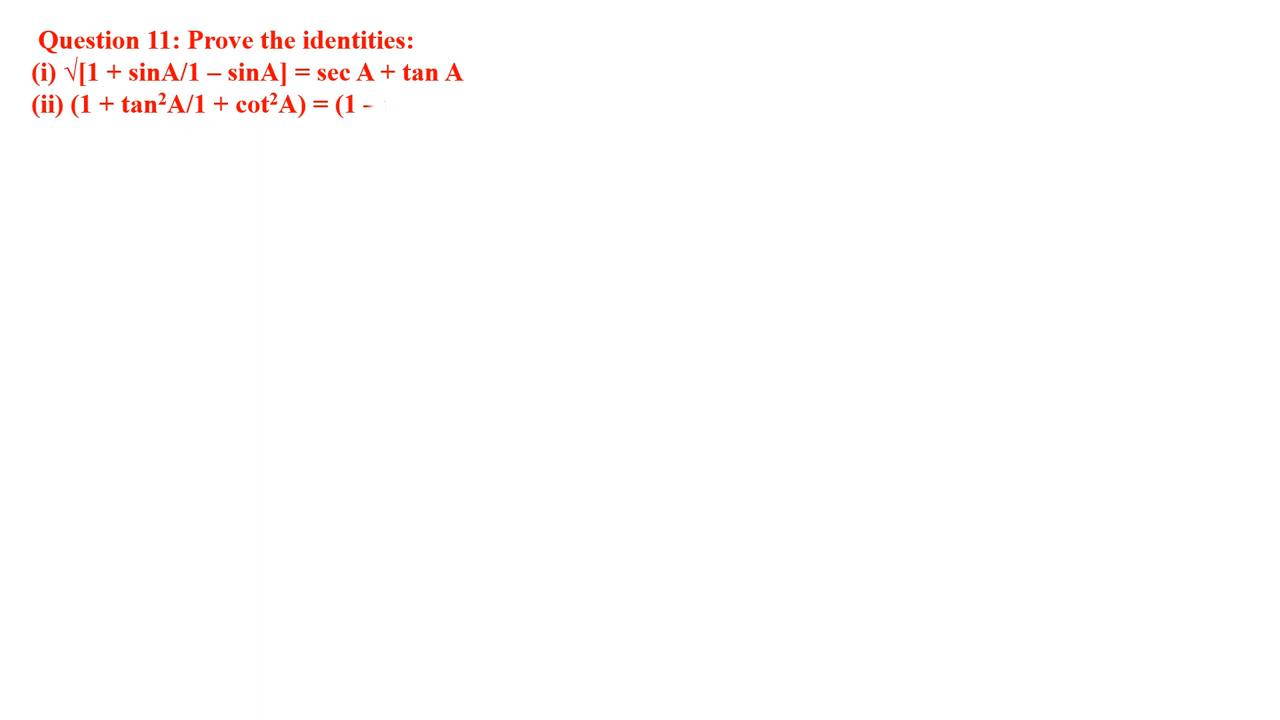 Question 11: Prove the identities:
(i) √[1 + sinA/1 – sinA] = sec A + tan A
(ii) (1 + tan²A/1 + cot²A) = (1 –